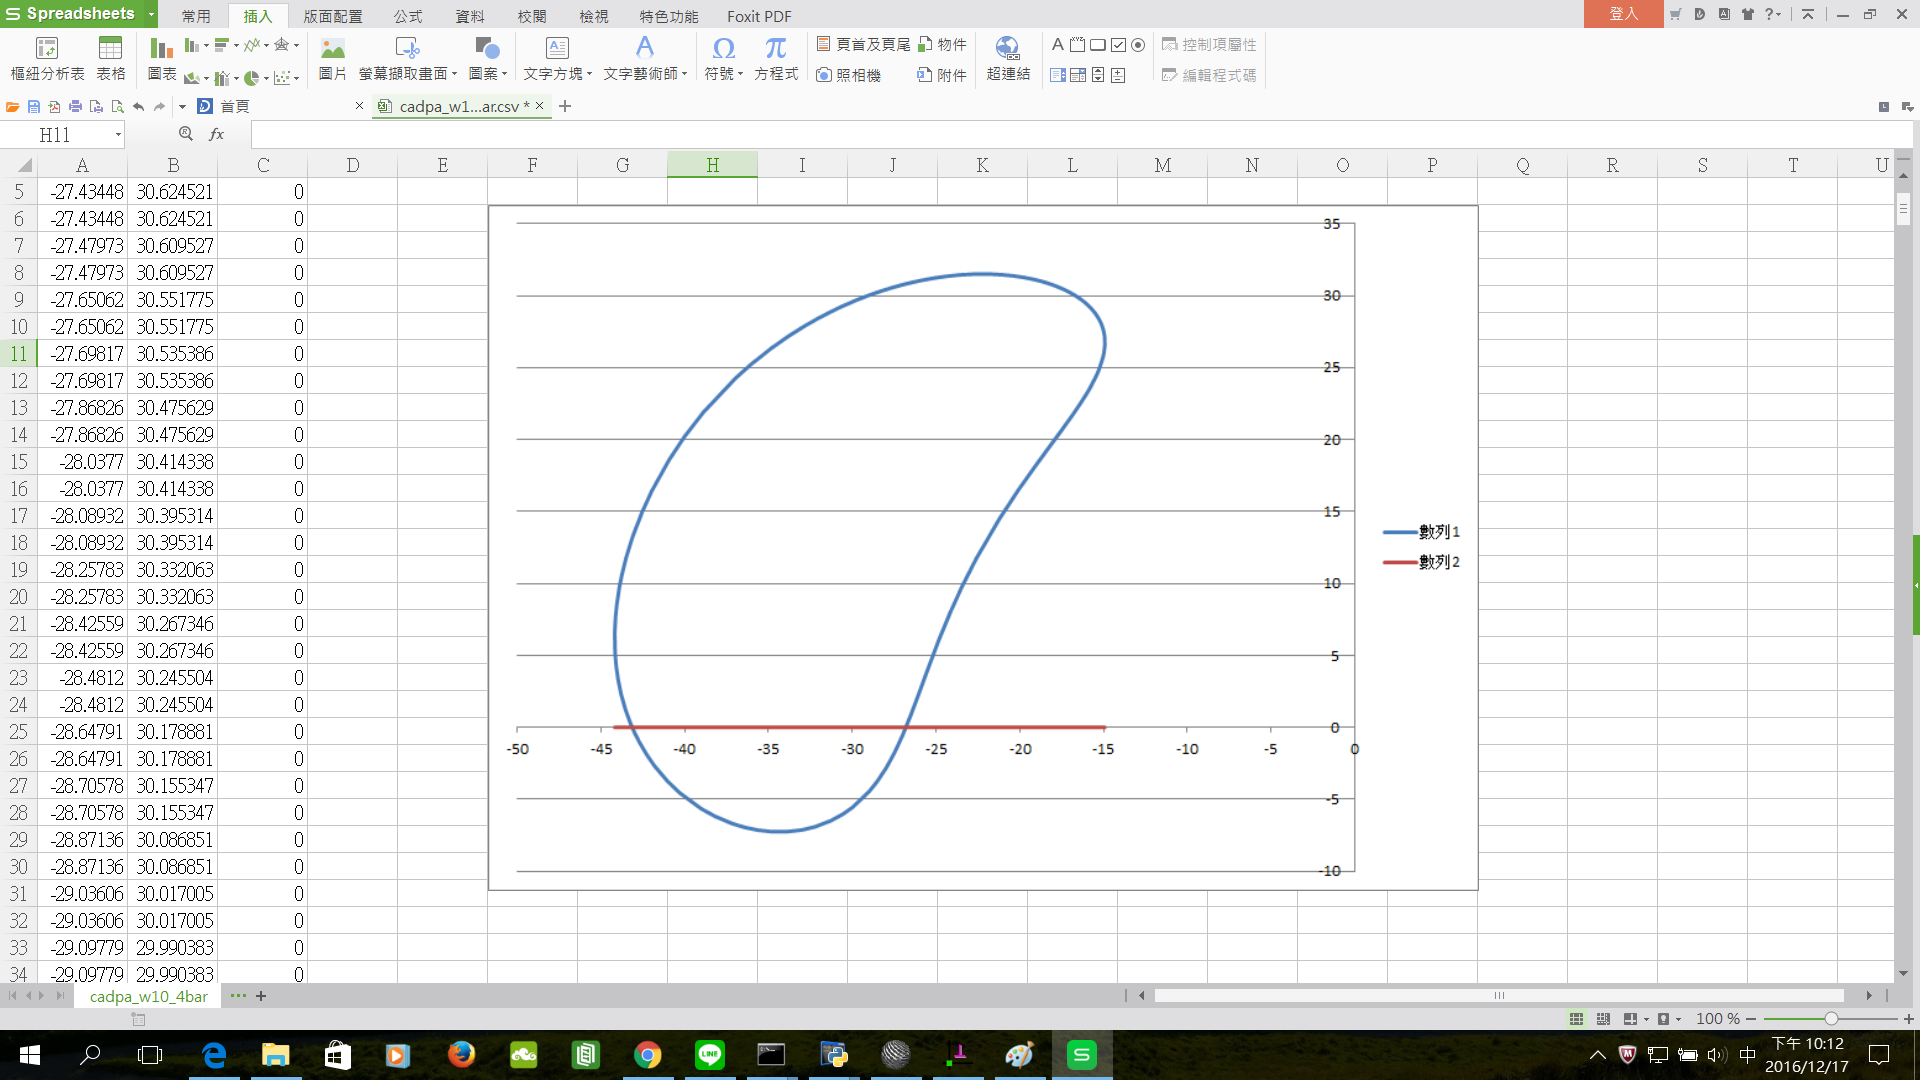 Spreadsheets
常用 插入 版面配置 公式 資料 校閱 檢視 特色功能 Foxit PDF
登入
樞紐分析表 表格 圖表 圖片 螢幕擷取畫面 圖案 文字方塊 文字藝術師 符號 方程式 頁首及頁尾 物件 照相機 附件 超連結 控制項屬性 編輯程式碼
首頁 cadpa_w1...ar.csv *
H11 fx
A B C D E F G H I J K L M N O P Q R S T U
5 -27.43448 30.624521 0
6 -27.43448 30.624521 0
7 -27.47973 30.609527 0
8 -27.47973 30.609527 0
9 -27.65062 30.551775 0
10 -27.65062 30.551775 0
11 -27.69817 30.535386 0
12 -27.69817 30.535386 0
13 -27.86826 30.475629 0
14 -27.86826 30.475629 0
15 -28.0377 30.414338 0
16 -28.0377 30.414338 0
17 -28.08932 30.395314 0
18 -28.08932 30.395314 0
19 -28.25783 30.332063 0
20 -28.25783 30.332063 0
21 -28.42559 30.267346 0
22 -28.42559 30.267346 0
23 -28.4812 30.245504 0
24 -28.4812 30.245504 0
25 -28.64791 30.178881 0
26 -28.64791 30.178881 0
27 -28.70578 30.155347 0
28 -28.70578 30.155347 0
29 -28.87136 30.086851 0
30 -28.87136 30.086851 0
31 -29.03606 30.017005 0
32 -29.03606 30.017005 0
33 -29.09779 29.990383 0
34 -29.09779 29.990383 0
35
30
25
20
15
10
5
0
-5
-10
-50 -45 -40 -35 -30 -25 -20 -15 -10 -5 0
數列1
數列2
cadpa_w10_4bar
100 %
LINE
中
下午 10:12
2016/12/17